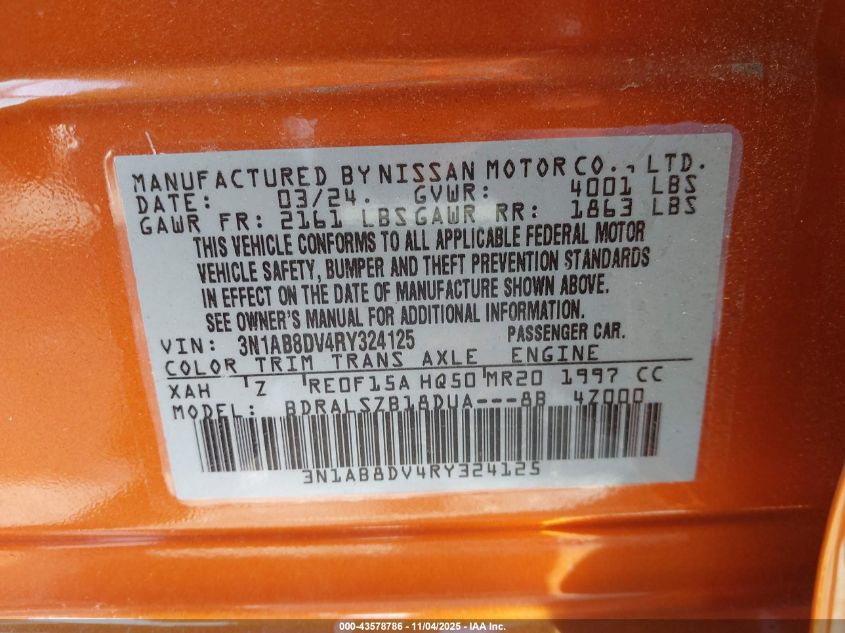 MANUFACTURED BY NISSAN MOTOR CO., LTD.
DATE: 03/24. GVWR: 4001 LBS
GAWR FR: 2161 LBS GAWR RR: 1863 LBS
THIS VEHICLE CONFORMS TO ALL APPLICABLE FEDERAL MOTOR
VEHICLE SAFETY, BUMPER AND THEFT PREVENTION STANDARDS
IN EFFECT ON THE DATE OF MANUFACTURE SHOWN ABOVE.
SEE OWNER'S MANUAL FOR ADDITIONAL INFORMATION.
VIN: 3N1AB8DV4RY324125 PASSENGER CAR.
COLOR TRIM TRANS AXLE ENGINE
XAH Z RE0F15A HQ50 MR20 1997 CC
MODEL: BDRALSZB18DUA---8B 4Z000
3N1AB8DV4RY324125
000-43578786 - 11/04/2025 - IAA Inc.